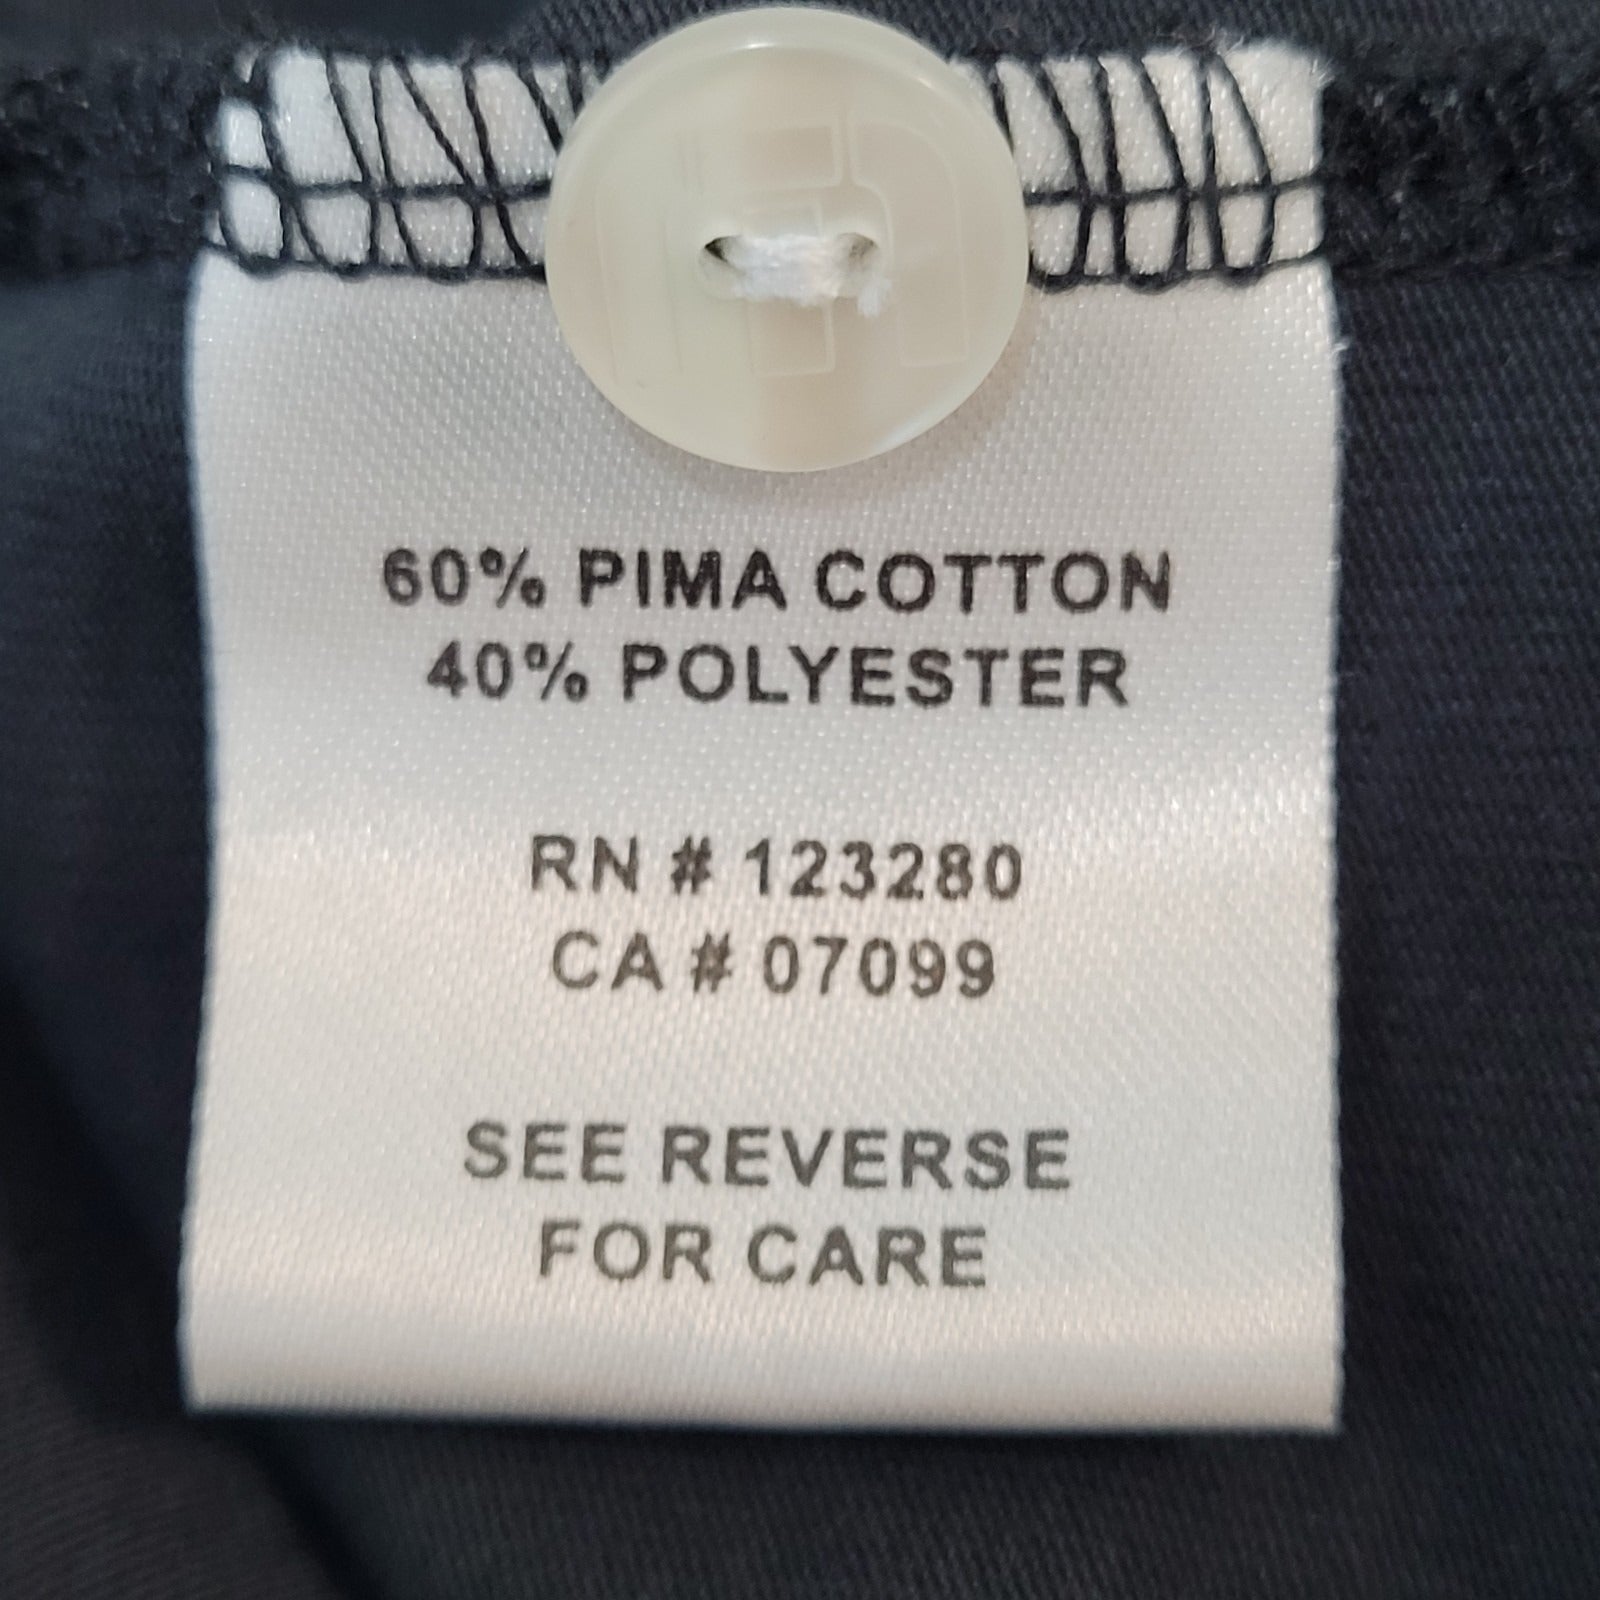 60% PIMA COTTON
40% POLYESTER
RN # 123280
CA # 07099
SEE REVERSE
FOR CARE